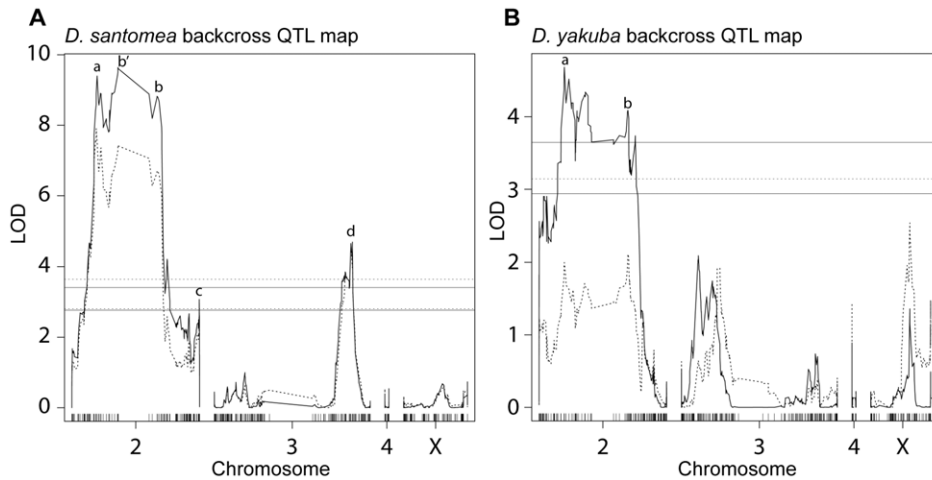 A
D. santomea backcross QTL map
10
8
6
4
2
0
LOD
a
b'
b
c
d
2
3
4
X
Chromosome
B
D. yakuba backcross QTL map
4
3
2
1
0
LOD
a
b
2
3
4
X
Chromosome